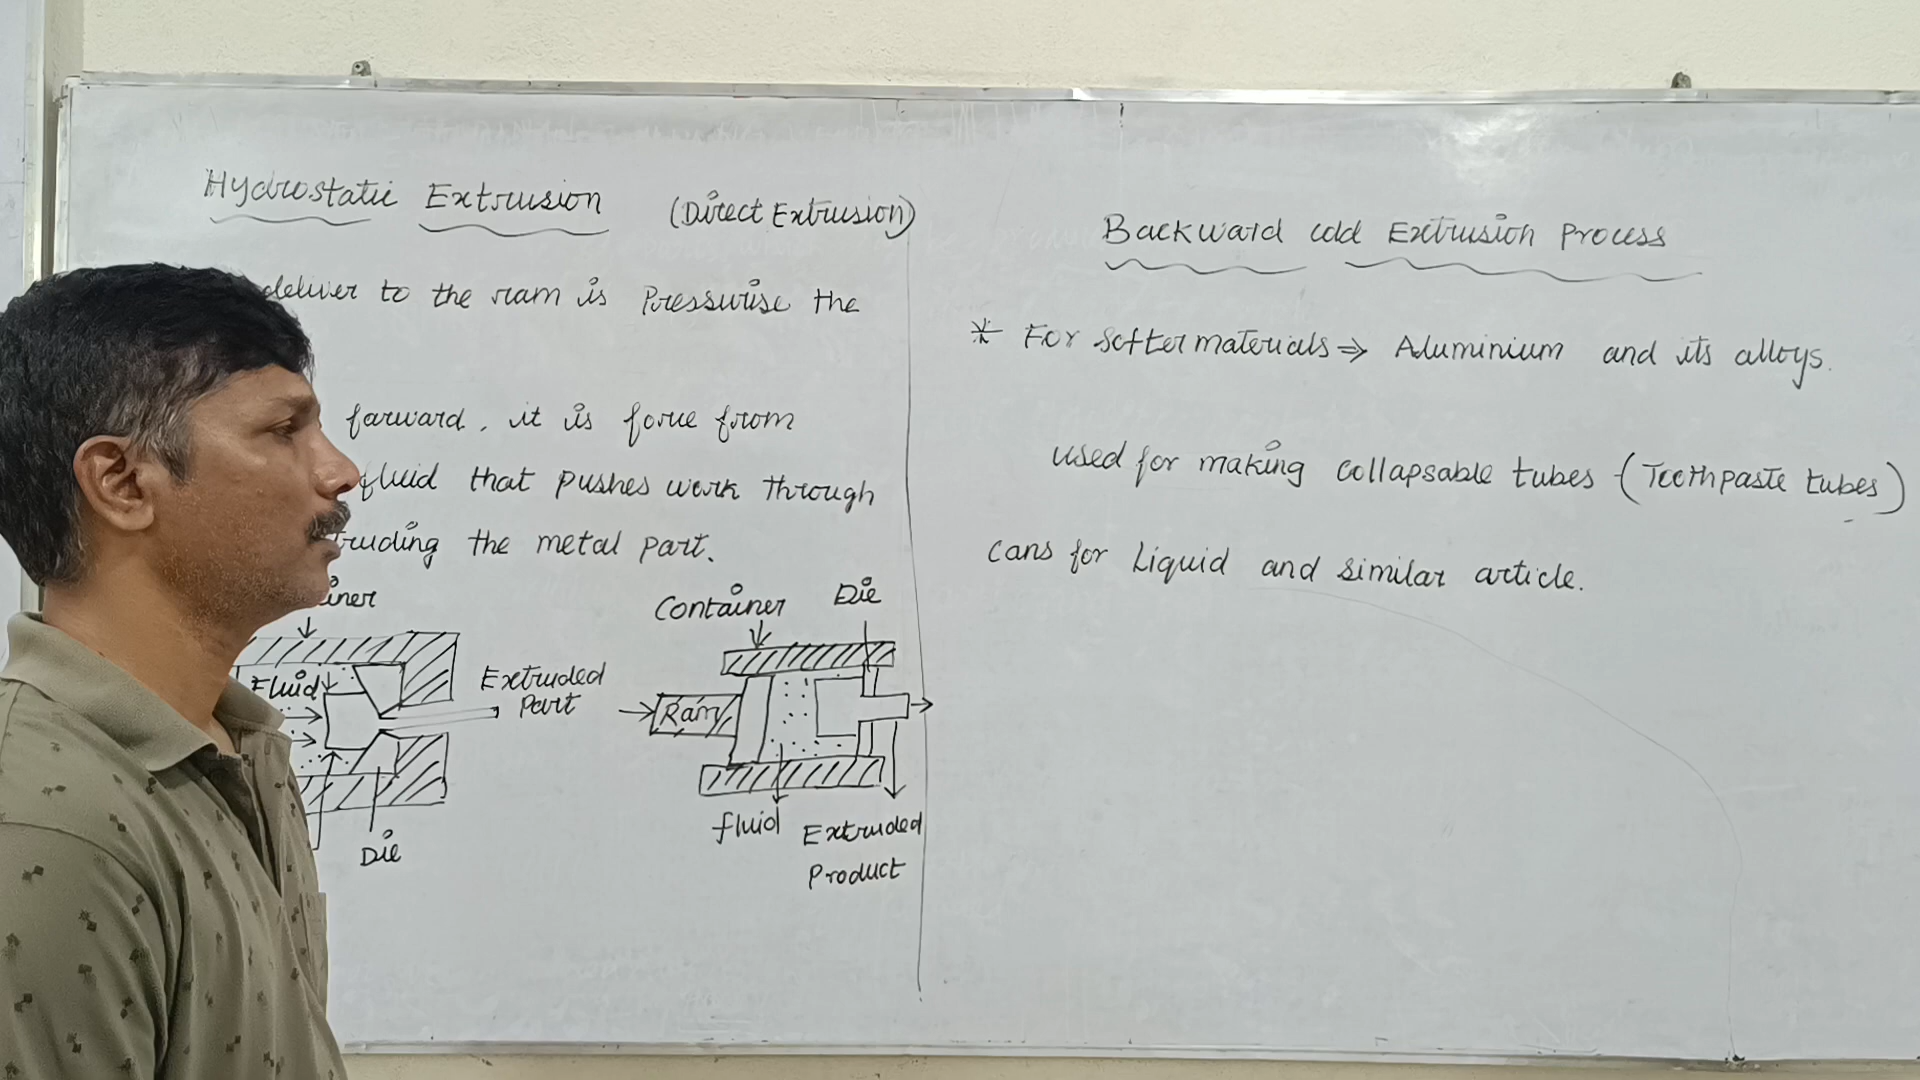 Hydrostatic Extrusion (Direct Extrusion)
deliver to the ram is Pressurise the
farward, it is force from
fluid that pushes work through
truding the metal part.
iner
Fluid
Extruded
Part
Die
Container Die
Ram
fluid Extruded
Product
Backward cold Extrusion Process
* For softer materials ⇒ Aluminium and its alloys.
used for making collapsable tubes (Teethpaste tubes)
cans for Liquid and similar article.